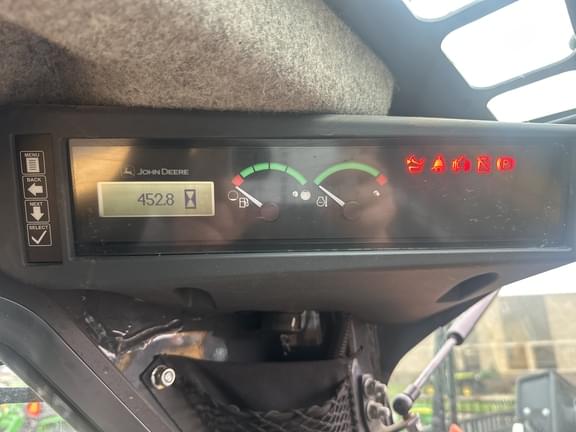 MENU
BACK
NEXT
SELECT
JOHN DEERE
452.8